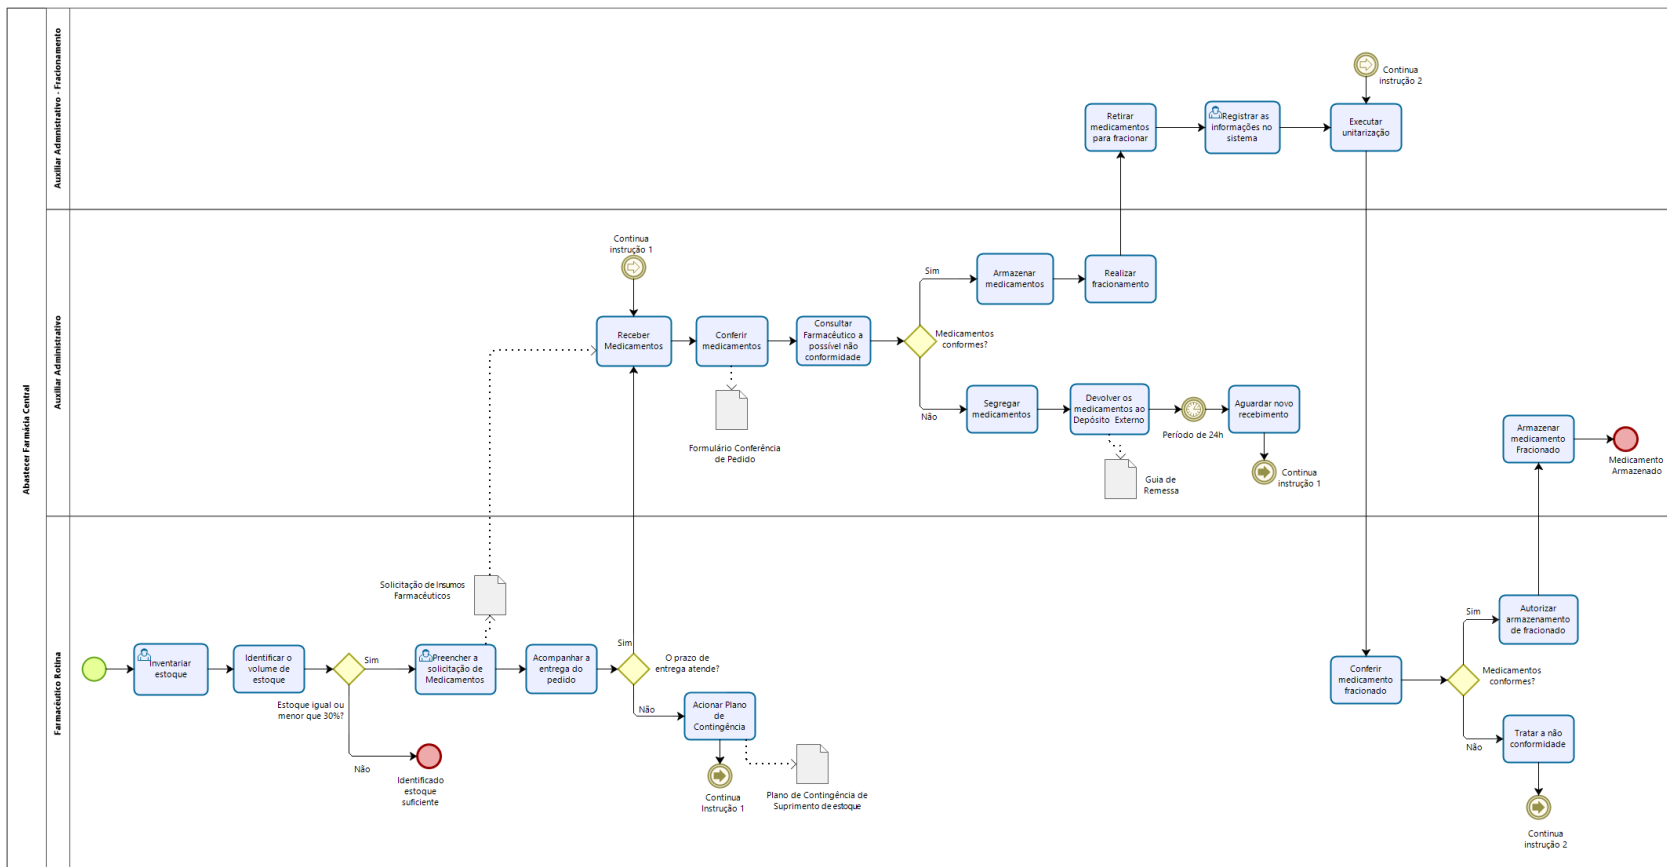 Abastecer Farmácia Central
Auxiliar Admnistrativo - Fracionamento
Continua
instrução 2
Retirar
medicamentos
para fracionar
Registrar as
informações no
sistema
Executar
unitarização
Auxiliar Administrativo
Continua
instrução 1
Receber
Medicamentos
Conferir
medicamentos
Consultar
Farmacêutico a
possível não
conformidade
Medicamentos
conformes?
Sim
Armazenar
medicamentos
Realizar
fracionamento
Não
Segregar
medicamentos
Devolver os
medicamentos ao
Depósito Externo
Período de 24h
Aguardar novo
recebimento
Continua
instrução 1
Formulário Conferência
de Pedido
Guia de
Remessa
Armazenar
medicamento
Fracionado
Medicamento
Armazenado
Farmacêutico Rotina
Solicitação de Insumos
Farmacêuticos
Inventariar
estoque
Identificar o
volume de
estoque
Estoque igual ou
menor que 30%?
Sim
Preencher a
solicitação de
Medicamentos
Acompanhar a
entrega do
pedido
Sim
O prazo de
entrega atende?
Não
Identificado
estoque
suficiente
Não
Acionar Plano
de
Contingência
Continua
Instrução 1
Plano de Contingência de
Suprimento de estoque
Conferir
medicamento
fracionado
Medicamentos
conformes?
Sim
Autorizar
armazenamento
de fracionado
Não
Tratar a não
conformidade
Continua
instrução 2